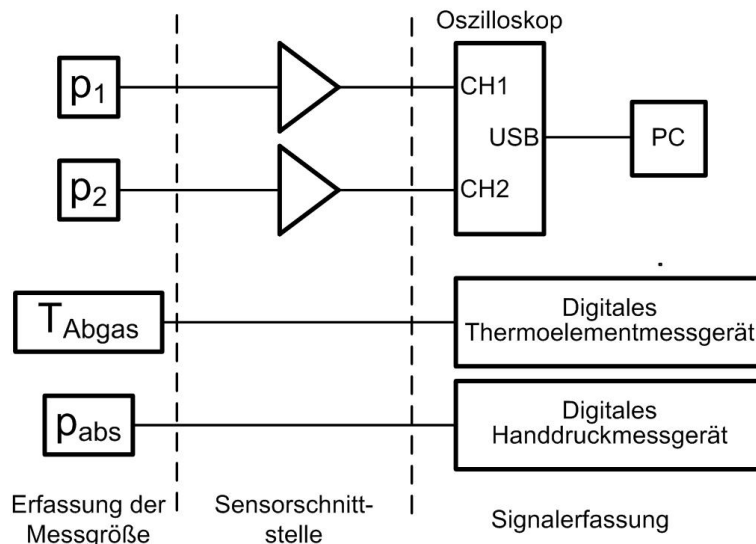 Oszilloskop
p1
CH1
USB
PC
p2
CH2
TAbgas
Digitales
Thermoelementmessgerät
pabs
Digitales
Handdruckmessgerät
Erfassung der
Messgröße
Sensorschnitt-
stelle
Signalerfassung